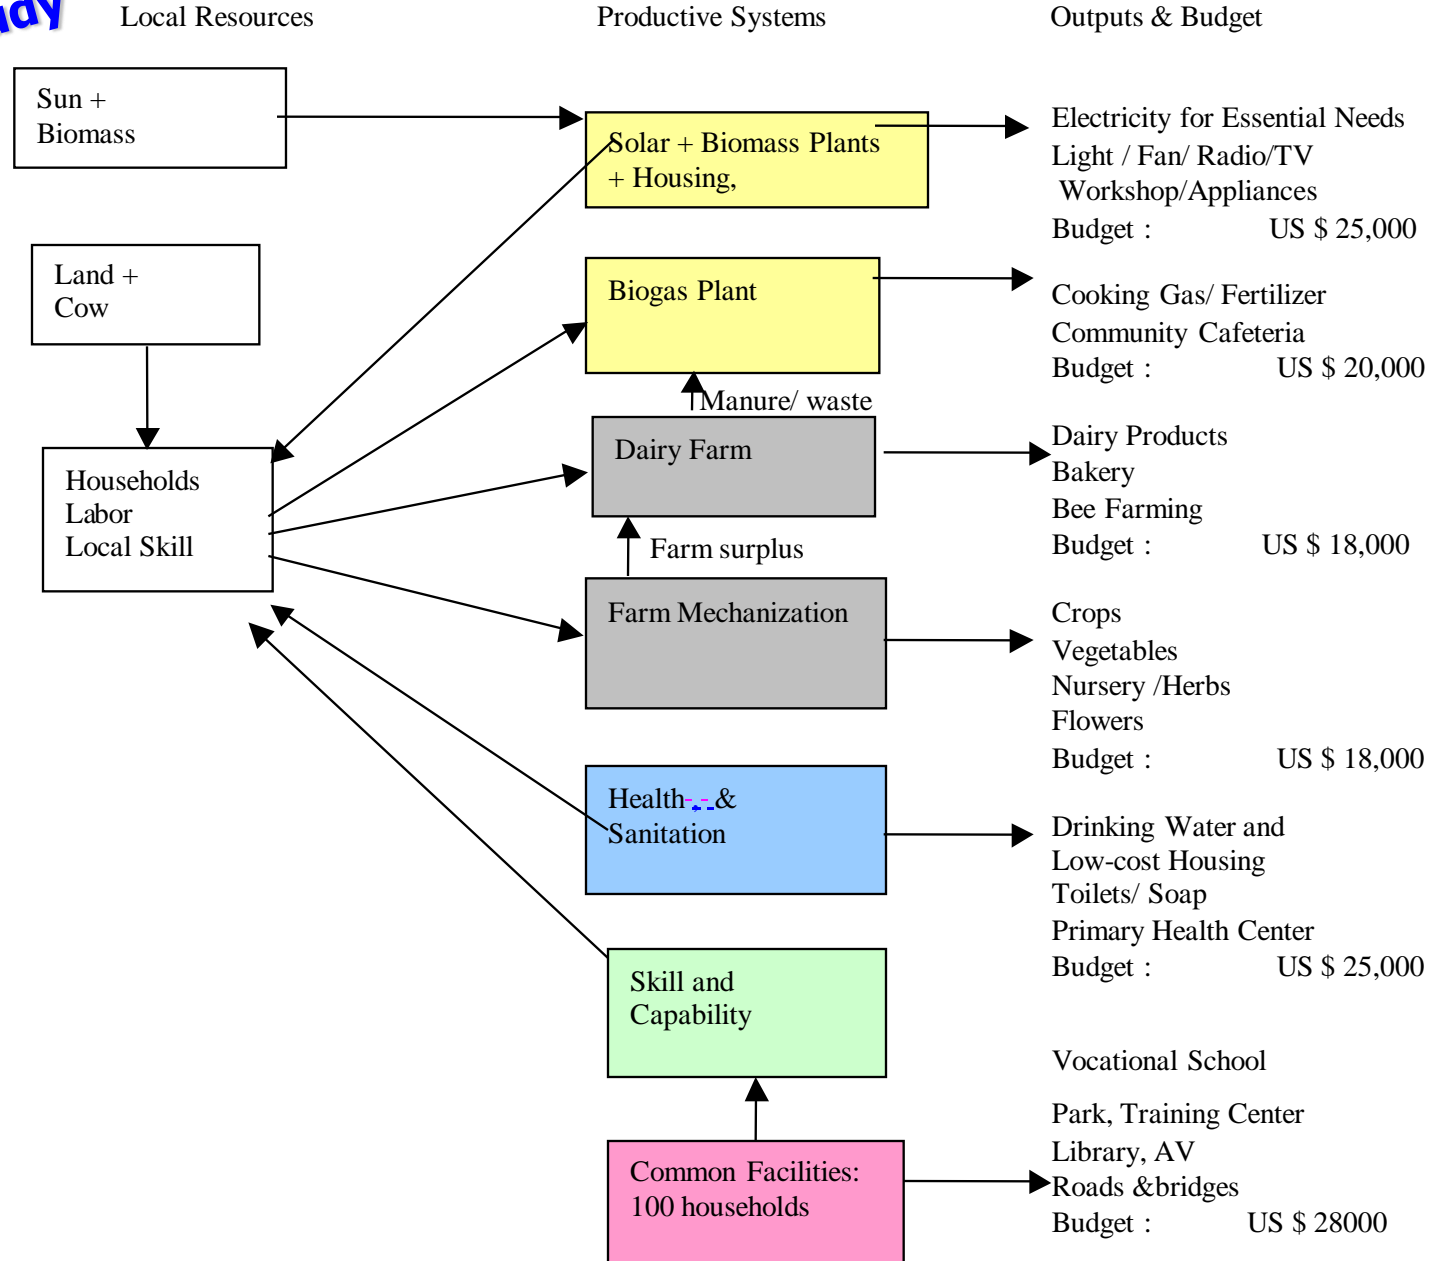 Local Resources
Productive Systems
Outputs & Budget
Sun +
Biomass
Solar + Biomass Plants
+ Housing,
Electricity for Essential Needs
Light / Fan/ Radio/TV
Workshop/Appliances
Budget : US $ 25,000
Land +
Cow
Biogas Plant
Cooking Gas/ Fertilizer
Community Cafeteria
Budget : US $ 20,000
Manure/ waste
Households
Labor
Local Skill
Dairy Farm
Dairy Products
Bakery
Bee Farming
Budget : US $ 18,000
Farm surplus
Farm Mechanization
Crops
Vegetables
Nursery /Herbs
Flowers
Budget : US $ 18,000
Health &
Sanitation
Drinking Water and
Low-cost Housing
Toilets/ Soap
Primary Health Center
Budget : US $ 25,000
Skill and
Capability
Vocational School
Common Facilities:
100 households
Park, Training Center
Library, AV
Roads &bridges
Budget : US $ 28000